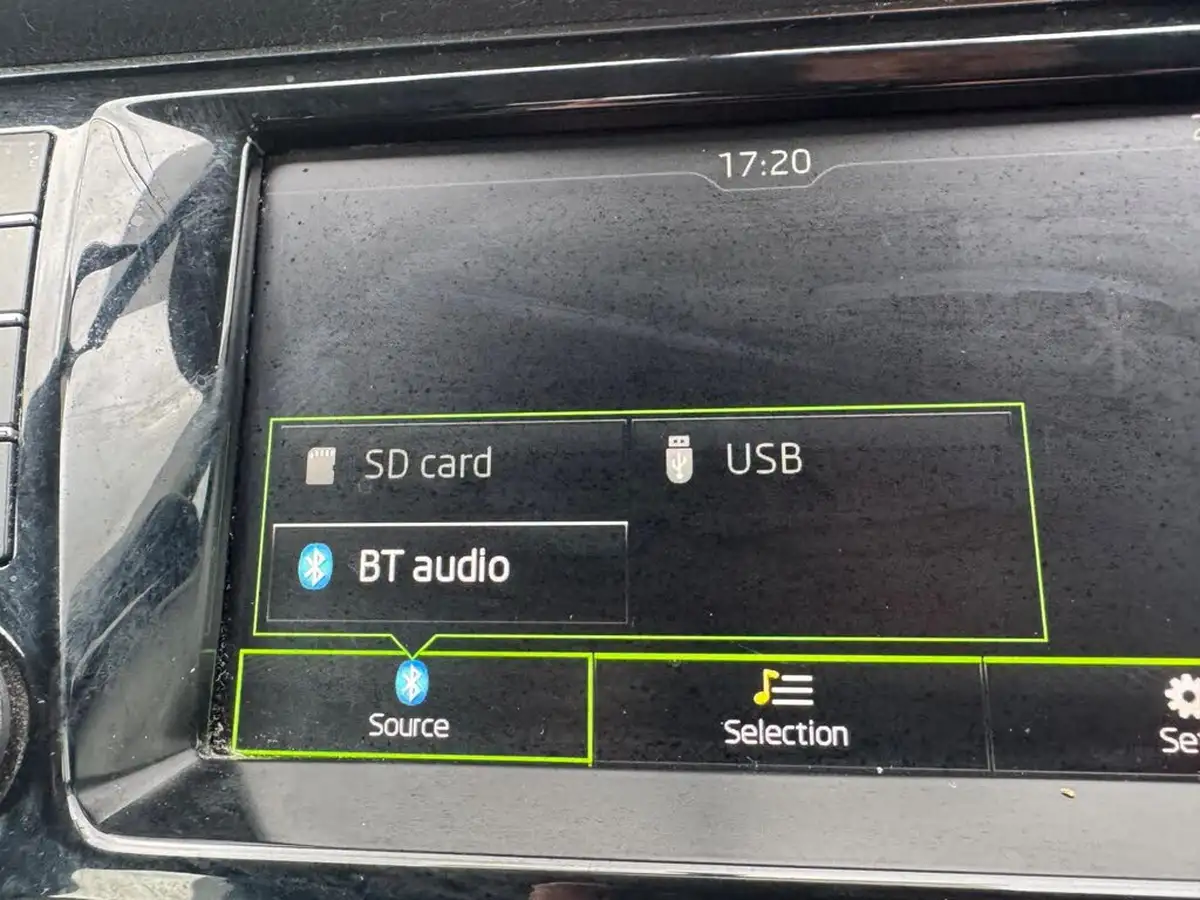 17:20
SD card
USB
BT audio
Source
Selection